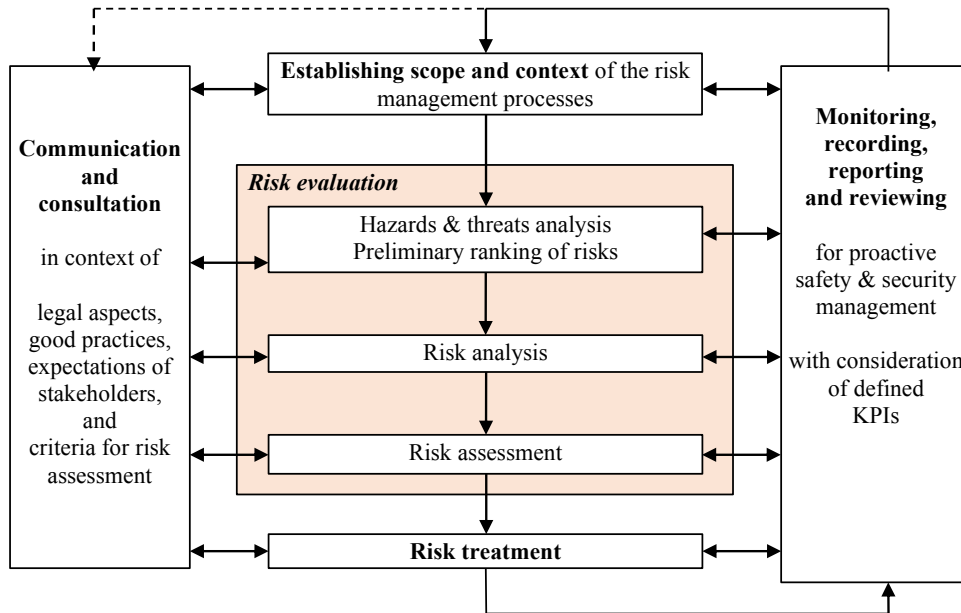 Establishing scope and context of the risk
management processes
Communication
and
consultation
in context of
legal aspects,
good practices,
expectations of
stakeholders,
and
criteria for risk
assessment
Risk evaluation
Hazards & threats analysis
Preliminary ranking of risks
Risk analysis
Risk assessment
Risk treatment
Monitoring,
recording,
reporting
and reviewing
for proactive
safety & security
management
with consideration
of defined
KPIs